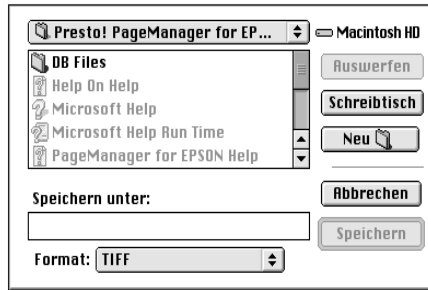 Presto! PageManager for EP...
Macintosh HD
DB Files
Help On Help
Microsoft Help
Microsoft Help Run Time
PageManager for EPSON Help
Auswerfen
Schreibtisch
Neu
Speichern unter:
Abbrechen
Speichern
Format: TIFF